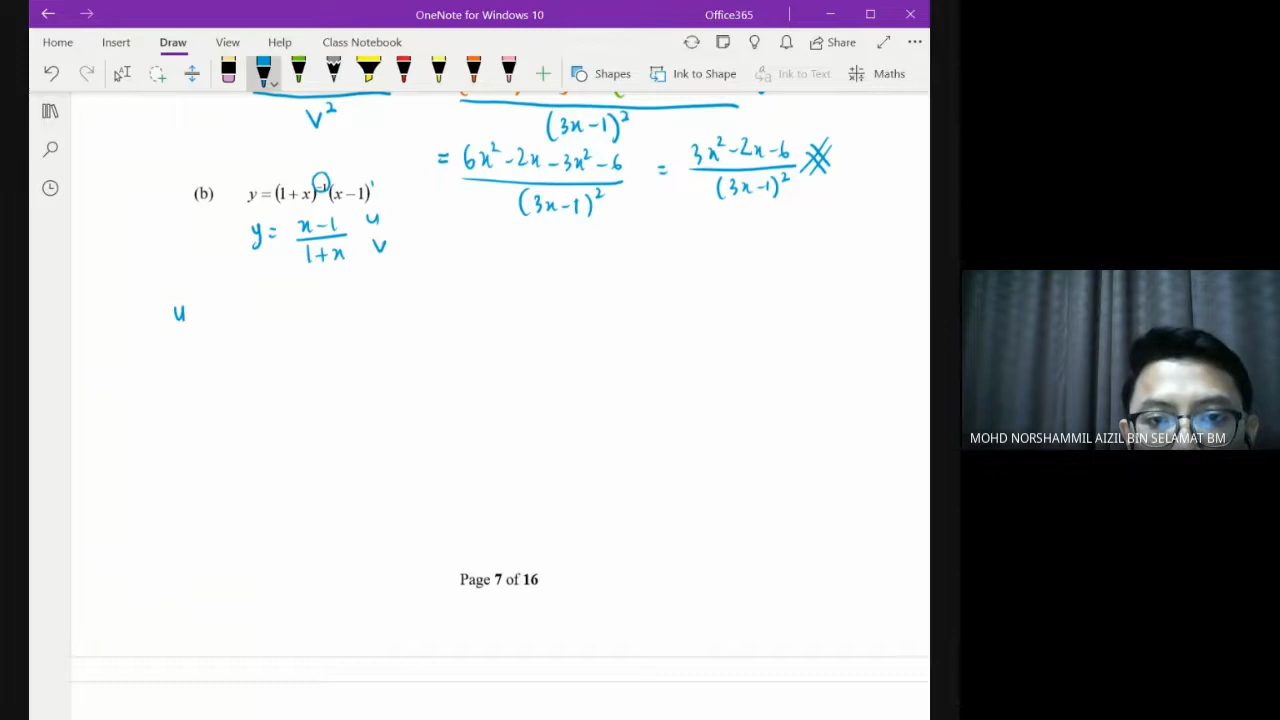 OneNote for Windows 10
Office365
Home Insert Draw View Help Class Notebook Share
Shapes Ink to Shape Ink to Text Maths
V²
(3x-1)²
= 6x² - 2x - 3x² - 6 / (3x-1)² = 3x² - 2x - 6 / (3x-1)²
(b) y = (1 + x)⁻¹(x − 1)'
y = x-1 / 1+x u v
u
MOHD NORSHAMMIL AIZIL BIN SELAMAT BM
Page 7 of 16